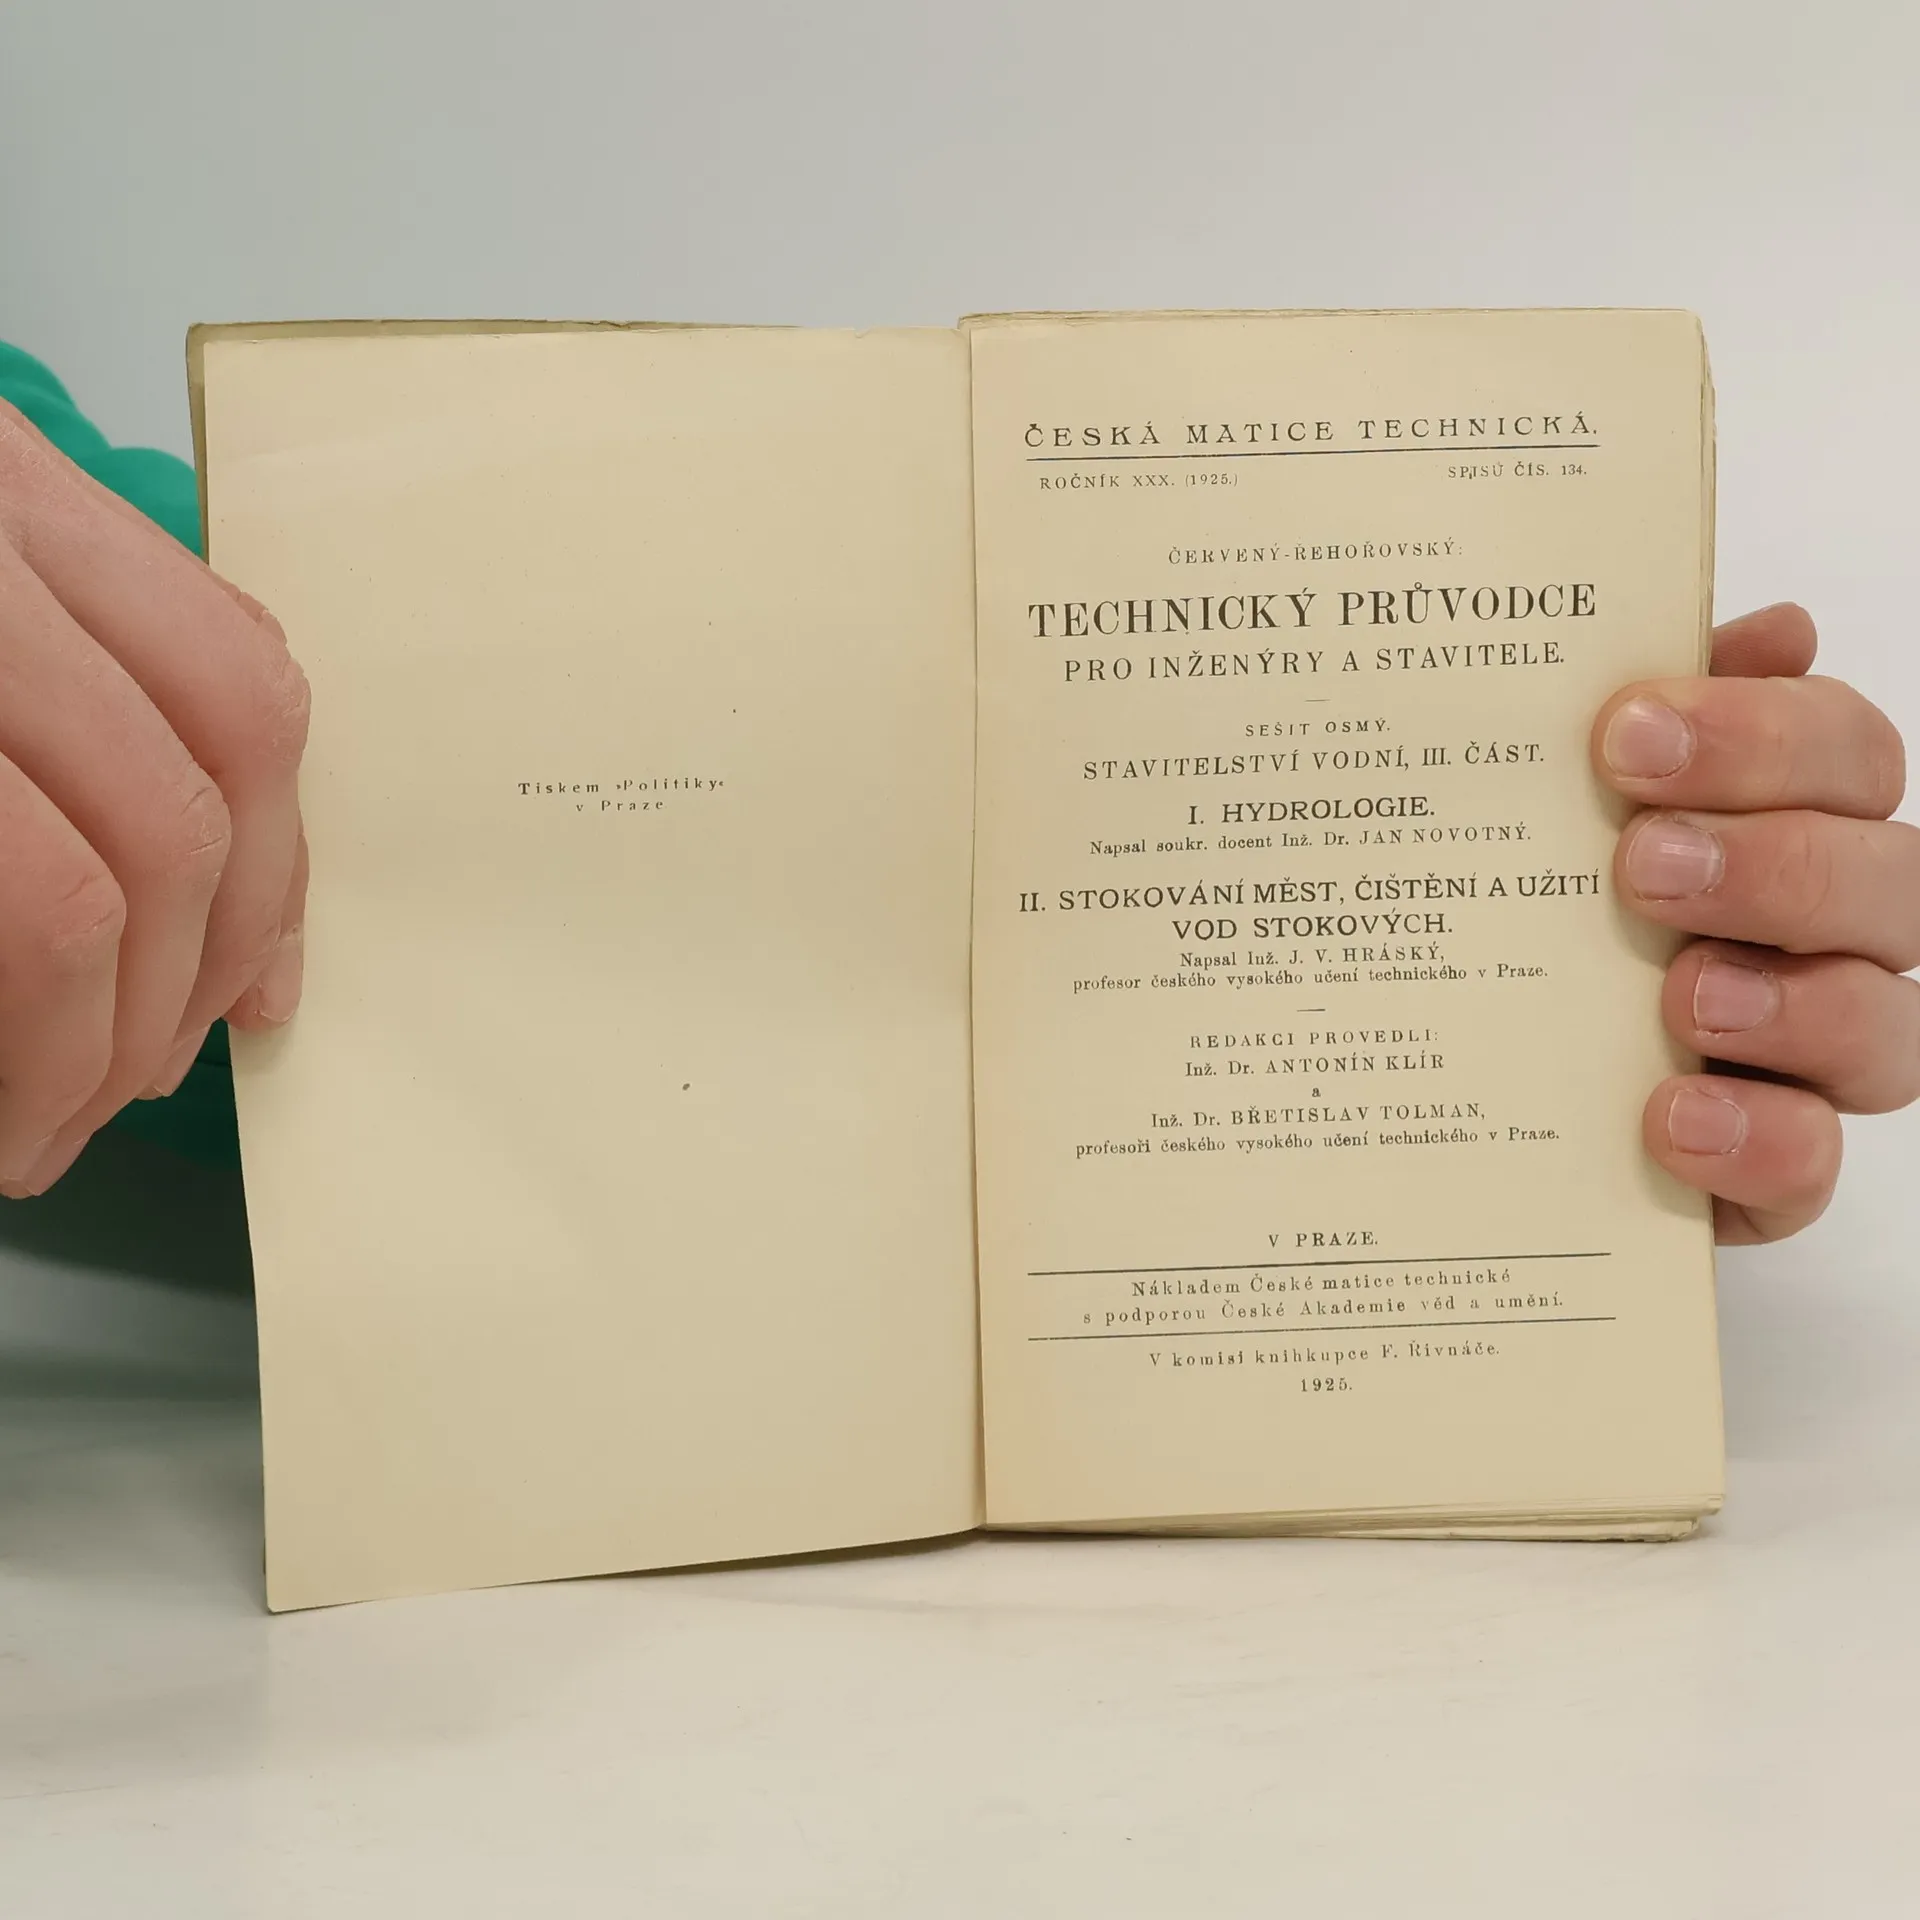 Tiskem »Politiky«
v Praze
ČESKÁ MATICE TECHNICKÁ.
ROČNÍK XXX. (1925.)
SPISŮ ČÍS. 134.
ČERVENÝ-ŘEHOŘOVSKÝ:
TECHNICKÝ PRŮVODCE
PRO INŽENÝRY A STAVITELE.
SEŠIT OSMÝ.
STAVITELSTVÍ VODNÍ, III. ČÁST.
I. HYDROLOGIE.
Napsal soukr. docent Inž. Dr. JAN NOVOTNÝ.
II. STOKOVÁNÍ MĚST, ČIŠTĚNÍ A UŽITÍ
VOD STOKOVÝCH.
Napsal Inž. J. V. HRÁSKÝ,
profesor českého vysokého učení technického v Praze.
REDAKCI PROVEDLI:
Inž. Dr. ANTONÍN KLÍR
a
Inž. Dr. BŘETISLAV TOLMAN,
profesoři českého vysokého učení technického v Praze.
V PRAZE.
Nákladem České matice technické
s podporou České Akademie věd a umění.
V komisi knihkupce F. Řivnáče.
1925.